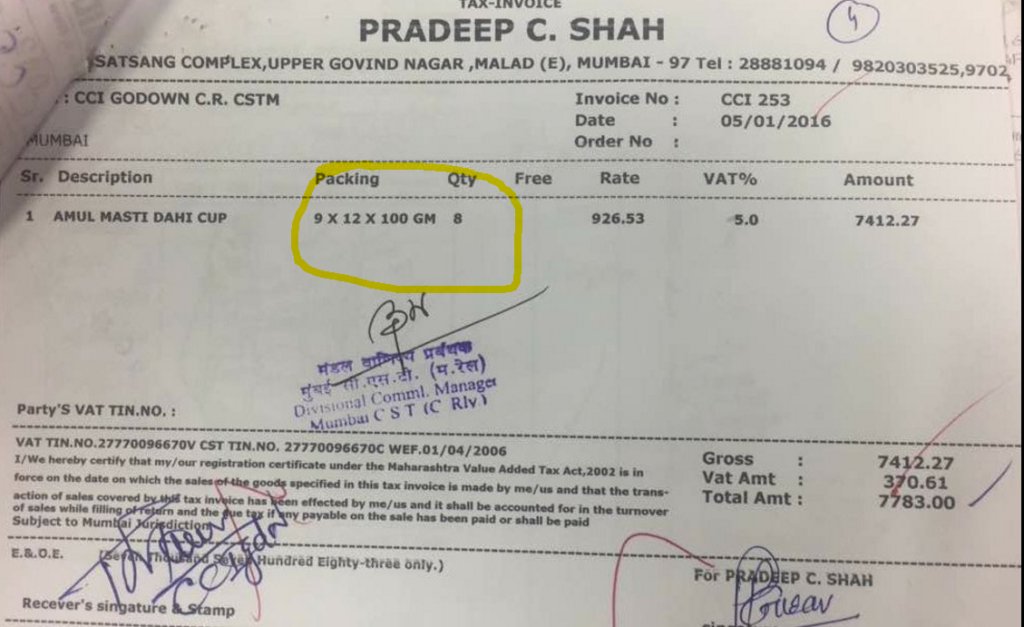 TAX-INVOICE
PRADEEP C. SHAH
SATSANG COMPLEX,UPPER GOVIND NAGAR ,MALAD (E), MUMBAI - 97 Tel : 28881094 / 9820303525,9702
: CCI GODOWN C.R. CSTM
Invoice No : CCI 253
Date : 05/01/2016
MUMBAI
Order No :
Sr. Description Packing Qty Free Rate VAT% Amount
1 AMUL MASTI DAHI CUP 9 X 12 X 100 GM 8 926.53 5.0 7412.27
मंडल वाणिज्य प्रबंधक
मुंबई सी.एस.टी. (म.रेल)
Divisional Comml. Manager
Mumbai C S T (C Rly)
Party'S VAT TIN.NO. :
VAT TIN.NO.27770096670V CST TIN.NO. 27770096670C WEF.01/04/2006
I/We hereby certify that my/our registration certificate under the Maharashtra Value Added Tax Act,2002 is in
force on the date on which the sales of the goods specified in this tax invoice is made by me/us and that the trans-
action of sales covered by this tax invoice has been effected by me/us and it shall be accounted for in the turnover
of sales while filling of return and the due tax if any payable on the sale has been paid or shall be paid
Subject to Mumbai Jurisdiction
Gross : 7412.27
Vat Amt : 370.61
Total Amt : 7783.00
E.&.O.E. (Seven Thousand Seven Hundred Eighty-three only.)
For PRADEEP C. SHAH
Recever's singature & Stamp